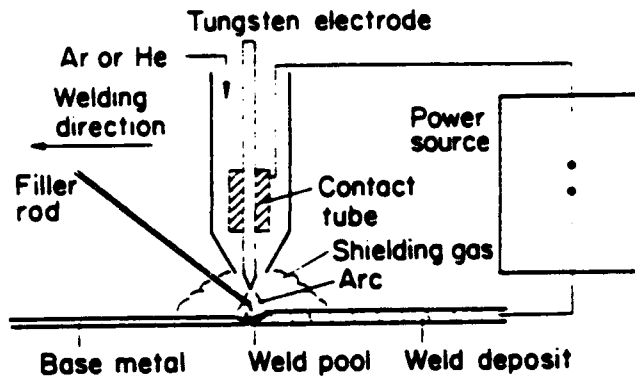 Tungsten electrode
Ar or He
Welding
direction
Power
source
Filler
rod
Contact
tube
Shielding gas
Arc
Base metal
Weld pool
Weld deposit